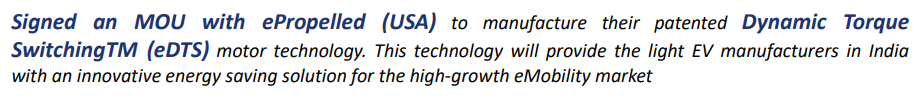 Signed an MOU with ePropelled (USA) to manufacture their patented Dynamic Torque
SwitchingTM (eDTS) motor technology. This technology will provide the light EV manufacturers in India
with an innovative energy saving solution for the high-growth eMobility market